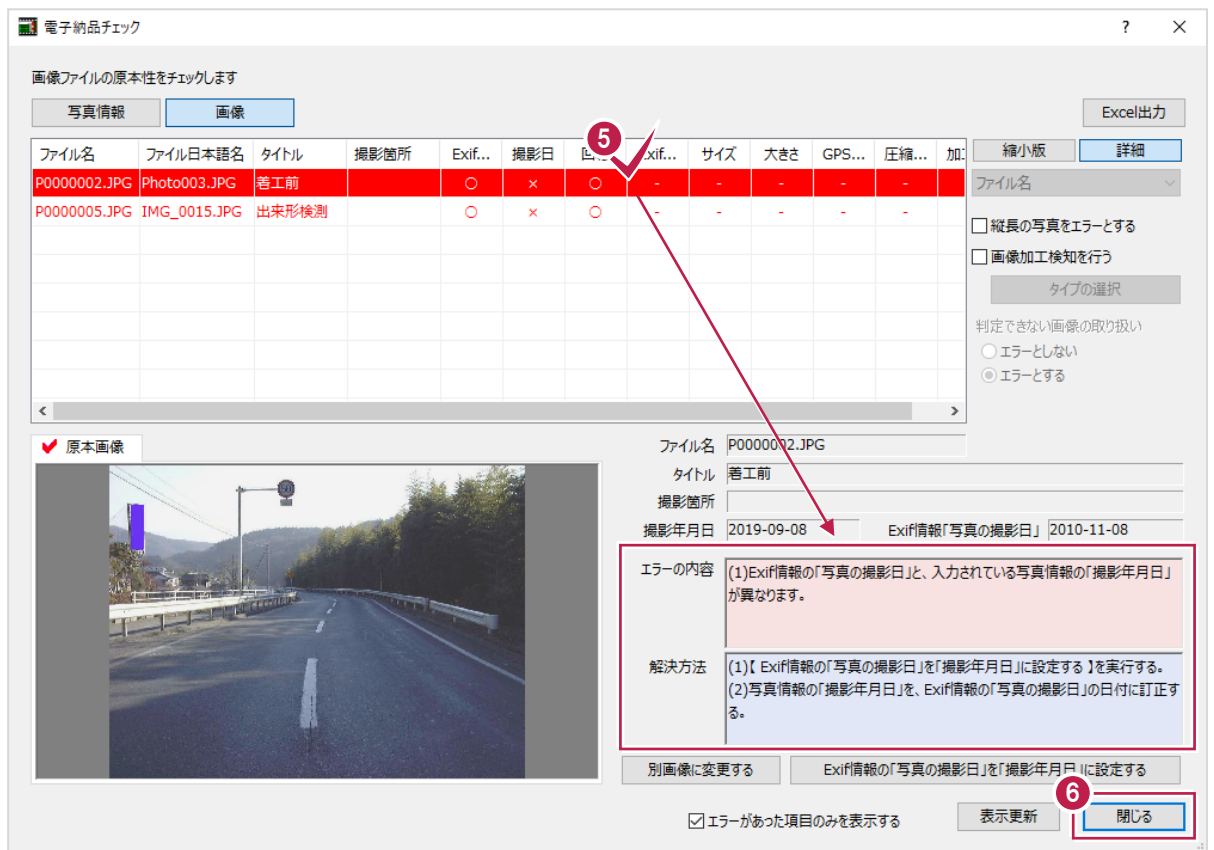 電子納品チェック ? ×
画像ファイルの原本性をチェックします
写真情報 画像 Excel出力
ファイル名 ファイル日本語名 タイトル 撮影箇所 Exif... 撮影日 xif... サイズ 大きさ GPS... 圧縮...
5
縮小版 詳細
P0000002.JPG Photo003.JPG 着工前 ○ × ○ - - - - -
ファイル名
P0000005.JPG IMG_0015.JPG 出来形検測 ○ × ○ - - - - -
縦長の写真をエラーとする
画像加工検知を行う
タイプの選択
判定できない画像の取り扱い
エラーとしない
エラーとする
原本画像
ファイル名 P0000002.JPG
タイトル 着工前
撮影箇所
撮影年月日 2019-09-08 Exif情報「写真の撮影日」 2010-11-08
エラーの内容 (1)Exif情報の「写真の撮影日」と、入力されている写真情報の「撮影年月日」
が異なります。
解決方法 (1)【 Exif情報の「写真の撮影日」を「撮影年月日」に設定する 】を実行する。
(2)写真情報の「撮影年月日」を、Exif情報の「写真の撮影日」の日付に訂正す
る。
別画像に変更する Exif情報の「写真の撮影日」を「撮影年月日」に設定する
6
エラーがあった項目のみを表示する 表示更新 閉じる